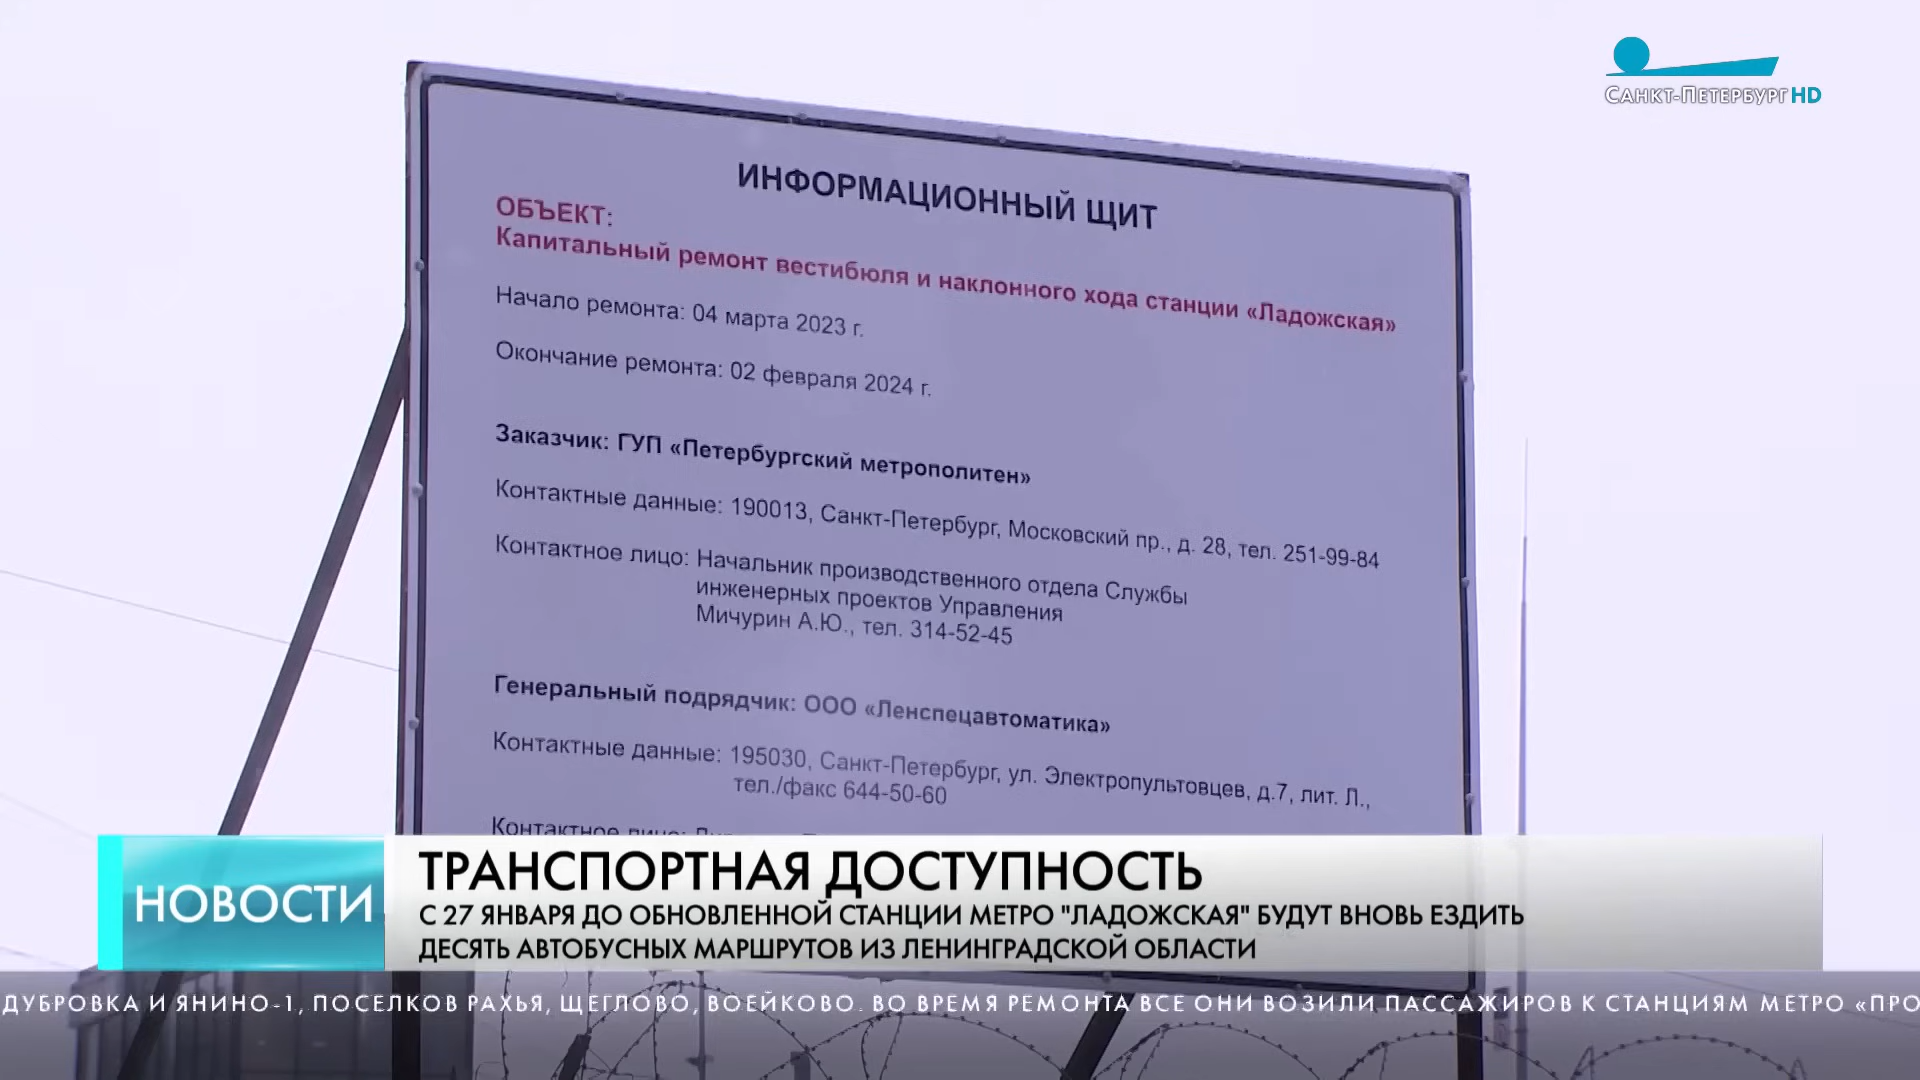 САНКТ-ПЕТЕРБУРГ HD
ИНФОРМАЦИОННЫЙ ЩИТ
ОБЪЕКТ:
Капитальный ремонт вестибюля и наклонного хода станции «Ладожская»
Начало ремонта: 04 марта 2023 г.
Окончание ремонта: 02 февраля 2024 г.
Заказчик: ГУП «Петербургский метрополитен»
Контактные данные: 190013, Санкт-Петербург, Московский пр., д. 28, тел. 251-99-84
Контактное лицо: Начальник производственного отдела Службы
инженерных проектов Управления
Мичурин А.Ю., тел. 314-52-45
Генеральный подрядчик: ООО «Ленспецавтоматика»
Контактные данные: 195030, Санкт-Петербург, ул. Электропультовцев, д.7, лит. Л.,
тел./факс 644-50-60
Контактное лицо:
НОВОСТИ
ТРАНСПОРТНАЯ ДОСТУПНОСТЬ
С 27 ЯНВАРЯ ДО ОБНОВЛЕННОЙ СТАНЦИИ МЕТРО "ЛАДОЖСКАЯ" БУДУТ ВНОВЬ ЕЗДИТЬ
ДЕСЯТЬ АВТОБУСНЫХ МАРШРУТОВ ИЗ ЛЕНИНГРАДСКОЙ ОБЛАСТИ
ДУБРОВКА И ЯНИНО-1, ПОСЕЛКОВ РАХЬЯ, ЩЕГЛОВО, ВОЕЙКОВО. ВО ВРЕМЯ РЕМОНТА ВСЕ ОНИ ВОЗИЛИ ПАССАЖИРОВ К СТАНЦИЯМ МЕТРО «ПРО